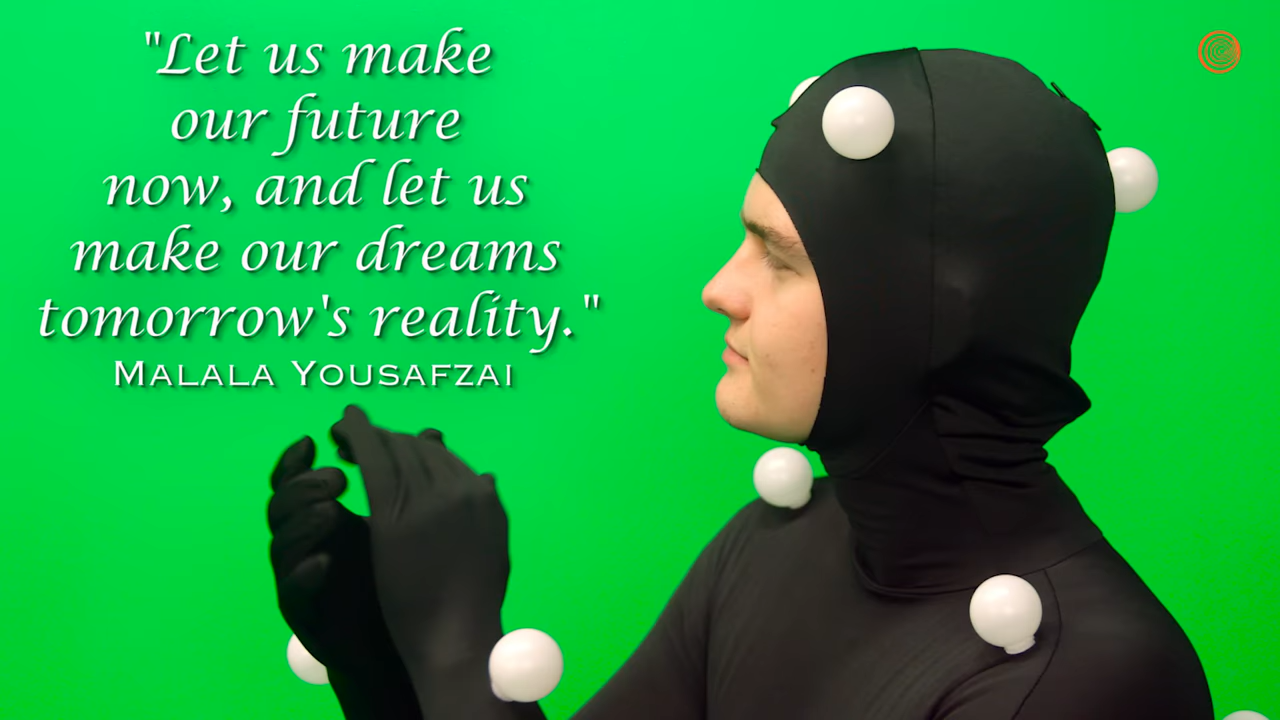 "Let us make
our future
now, and let us
make our dreams
tomorrow's reality."
MALALA YOUSAFZAI